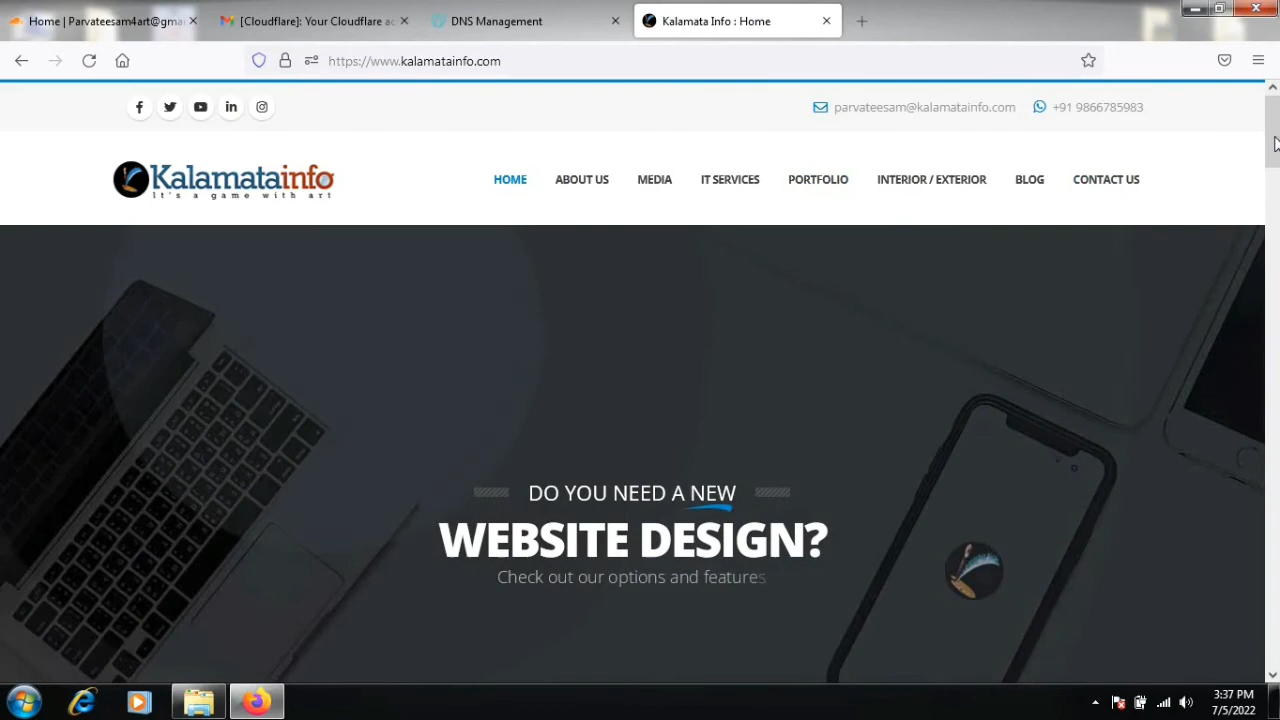 Home | Parvateesam4art@gma
[Cloudflare]: Your Cloudflare ac
DNS Management
Kalamata Info : Home
https://www.kalamatainfo.com
parvateesam@kalamatainfo.com
+91 9866785983
Kalamatainfo
It's a game with art
HOME
ABOUT US
MEDIA
IT SERVICES
PORTFOLIO
INTERIOR / EXTERIOR
BLOG
CONTACT US
DO YOU NEED A NEW
WEBSITE DESIGN?
Check out our options and features
3:37 PM
7/5/2022